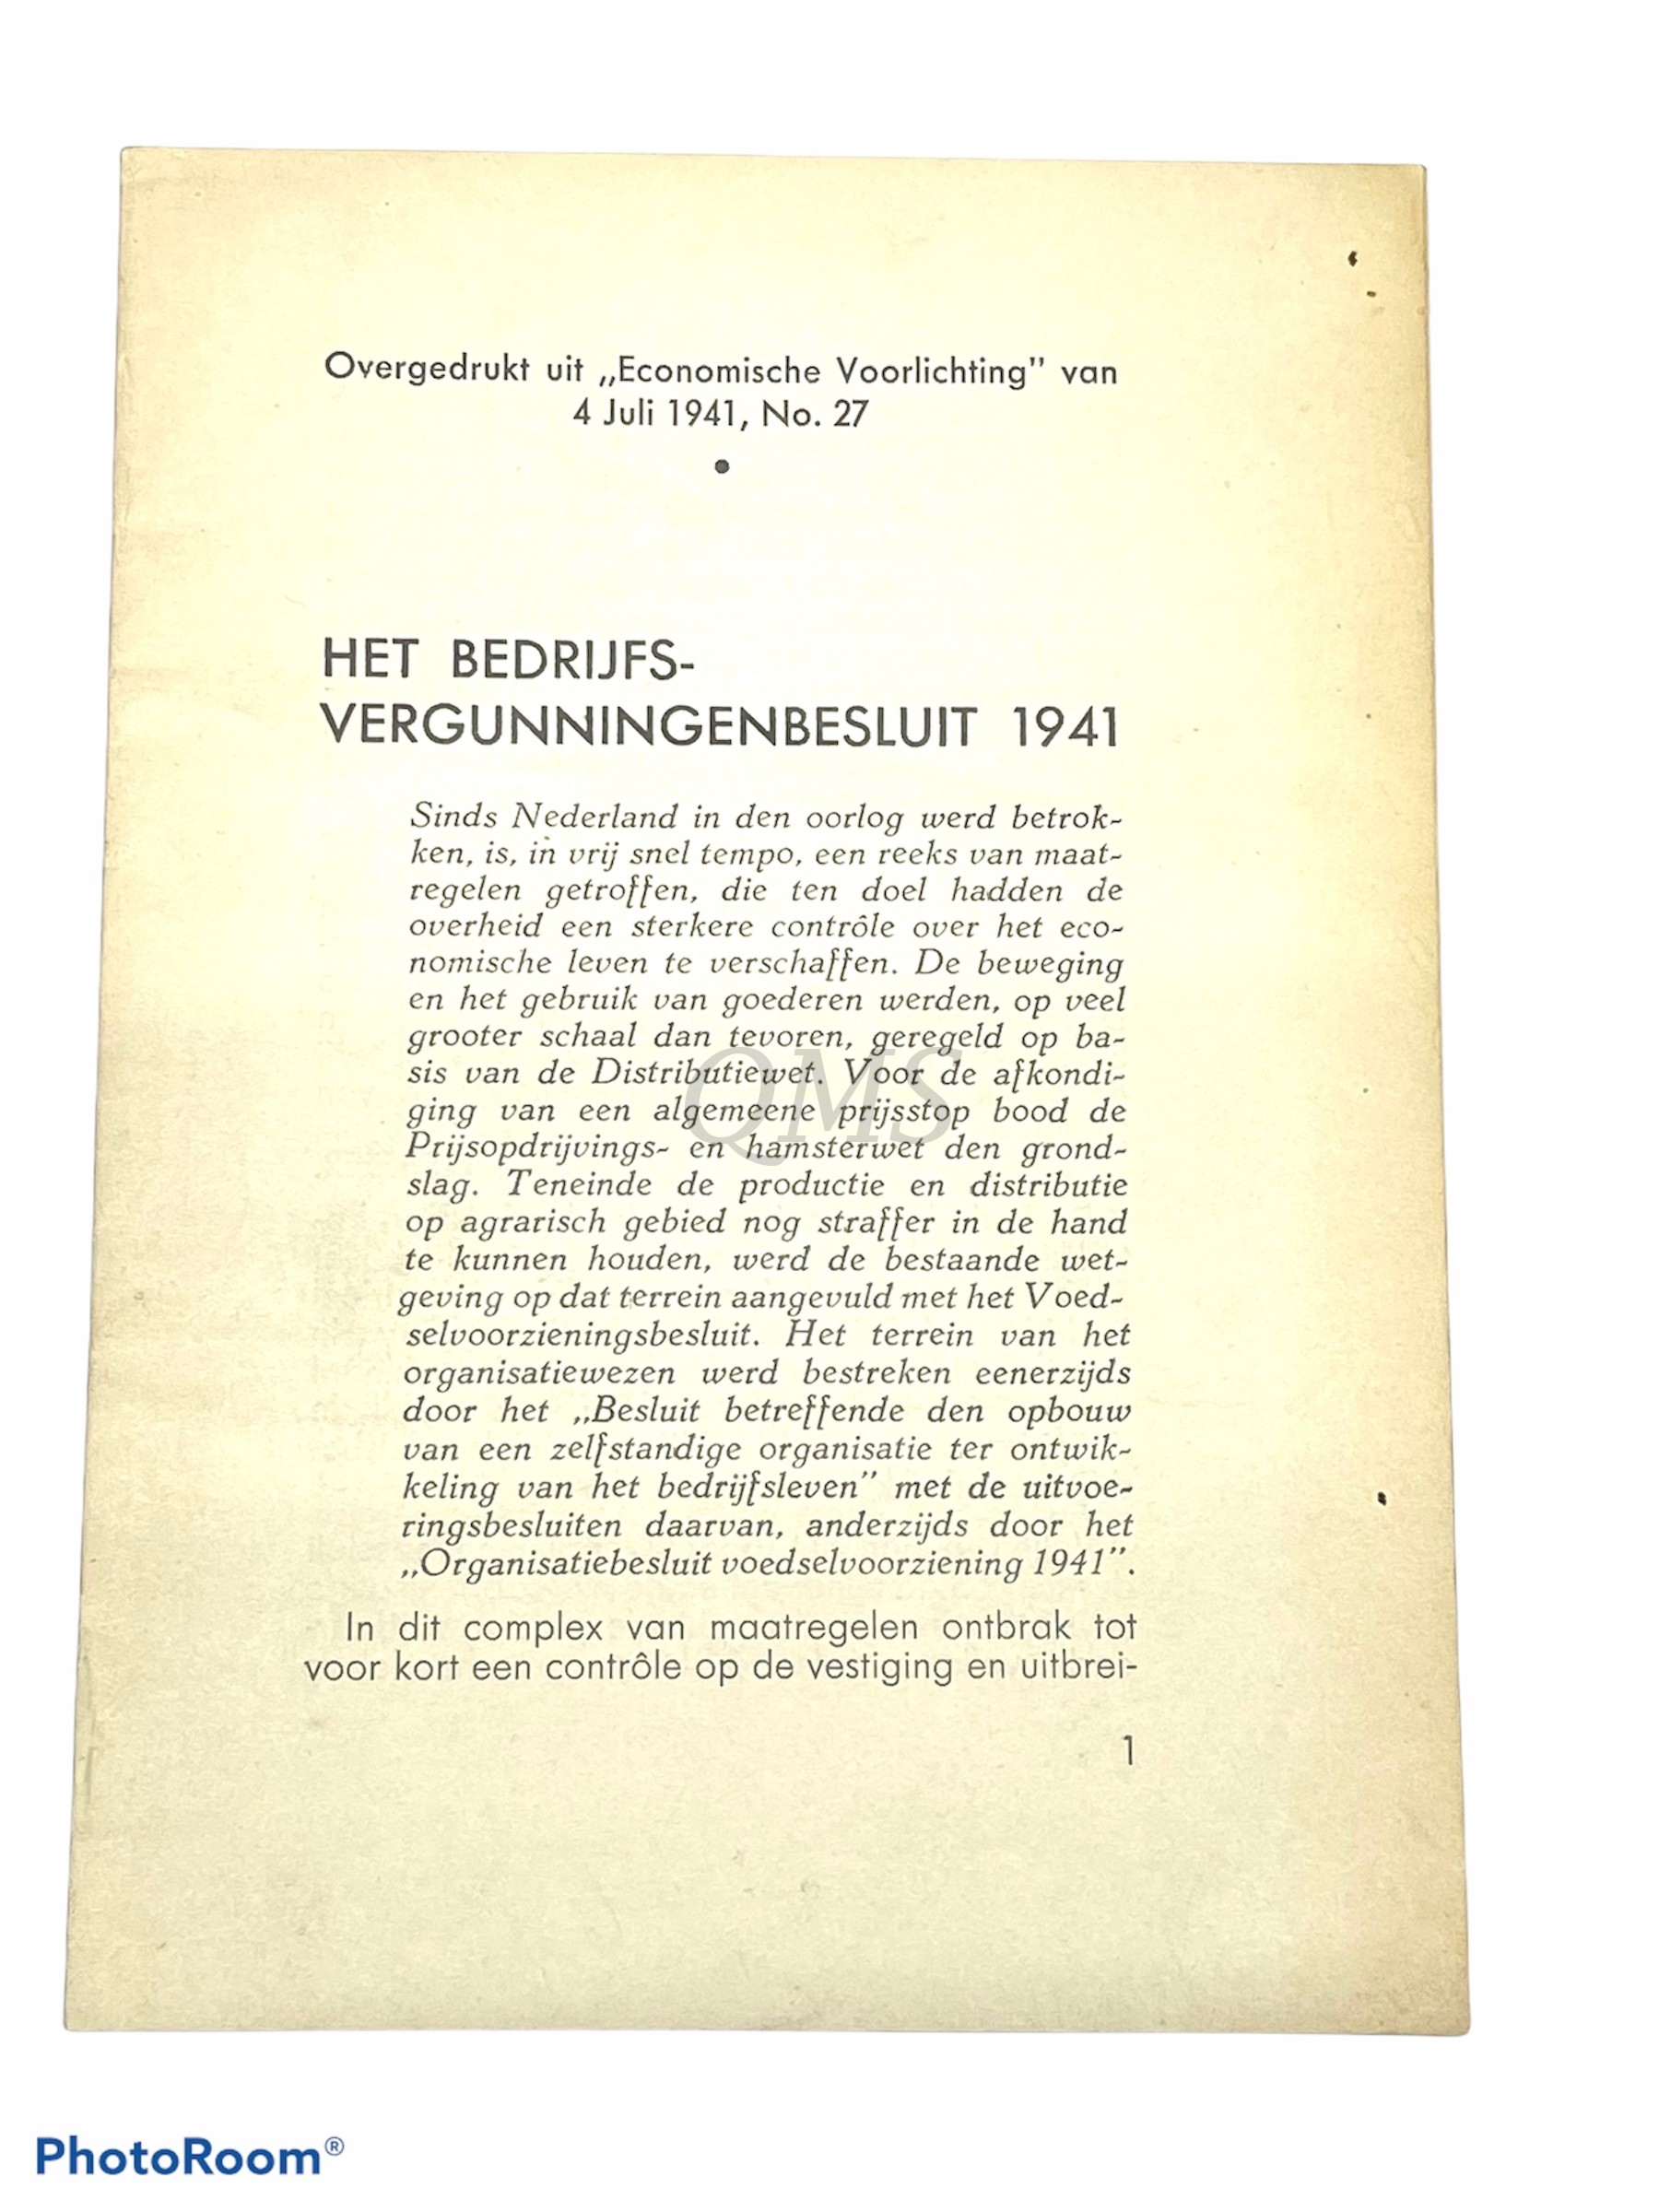 Overgedrukt uit „Economische Voorlichting" van
4 Juli 1941, No. 27
•
HET BEDRIJFS-
VERGUNNINGENBESLUIT 1941
Sinds Nederland in den oorlog werd betrok-
ken, is, in vrij snel tempo, een reeks van maat-
regelen getroffen, die ten doel hadden de
overheid een sterkere contrôle over het eco-
nomische leven te verschaffen. De beweging
en het gebruik van goederen werden, op veel
grooter schaal dan tevoren, geregeld op ba-
sis van de Distributiewet. Voor de afkondi-
ging van een algemeene prijsstop bood de
Prijsopdrijvings- en hamsterwet den grond-
slag. Teneinde de productie en distributie
op agrarisch gebied nog straffer in de hand
te kunnen houden, werd de bestaande wet-
geving op dat terrein aangevuld met het Voed-
selvoorzieningsbesluit. Het terrein van het
organisatiewezen werd bestreken eenerzijds
door het „Besluit betreffende den opbouw
van een zelfstandige organisatie ter ontwik-
keling van het bedrijfsleven" met de uitvoe-
ringsbesluiten daarvan, anderzijds door het
„Organisatiebesluit voedselvoorziening 1941".
In dit complex van maatregelen ontbrak tot
voor kort een contrôle op de vestiging en uitbrei-
1
QMS
PhotoRoom®